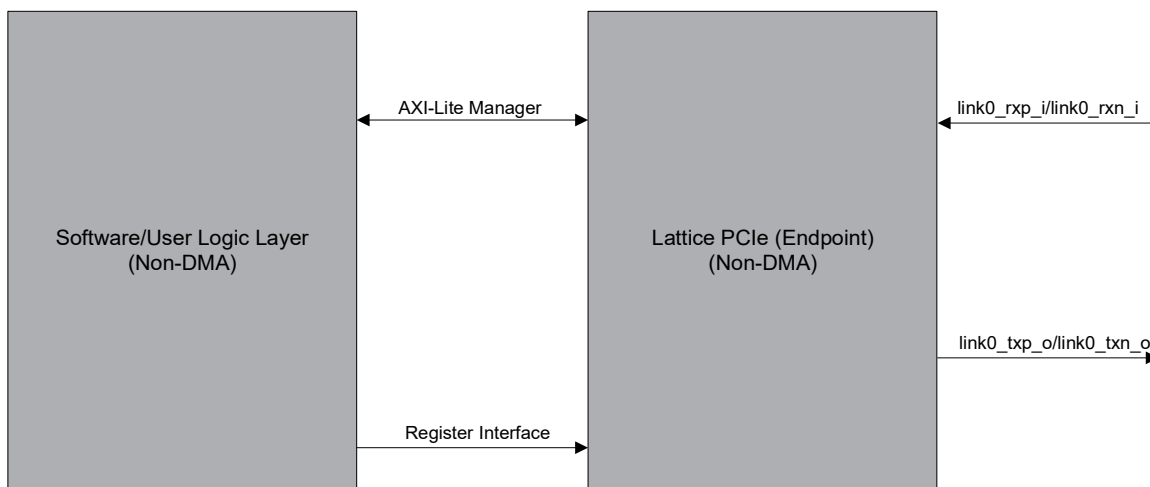 AXI-Lite Manager
link0_rxp_i/link0_rxn_i
Software/User Logic Layer
(Non-DMA)
Lattice PCIe (Endpoint)
(Non-DMA)
link0_txp_o/link0_txn_o
Register Interface